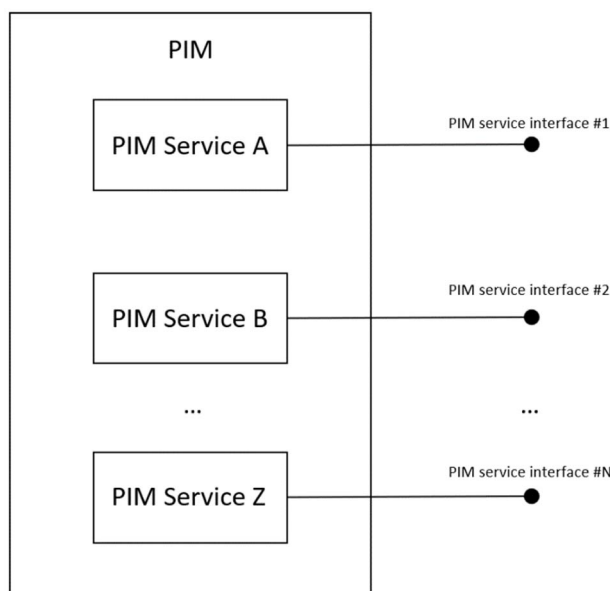 PIM
PIM Service A
PIM service interface #1
PIM Service B
PIM service interface #2
...
...
PIM Service Z
PIM service interface #N